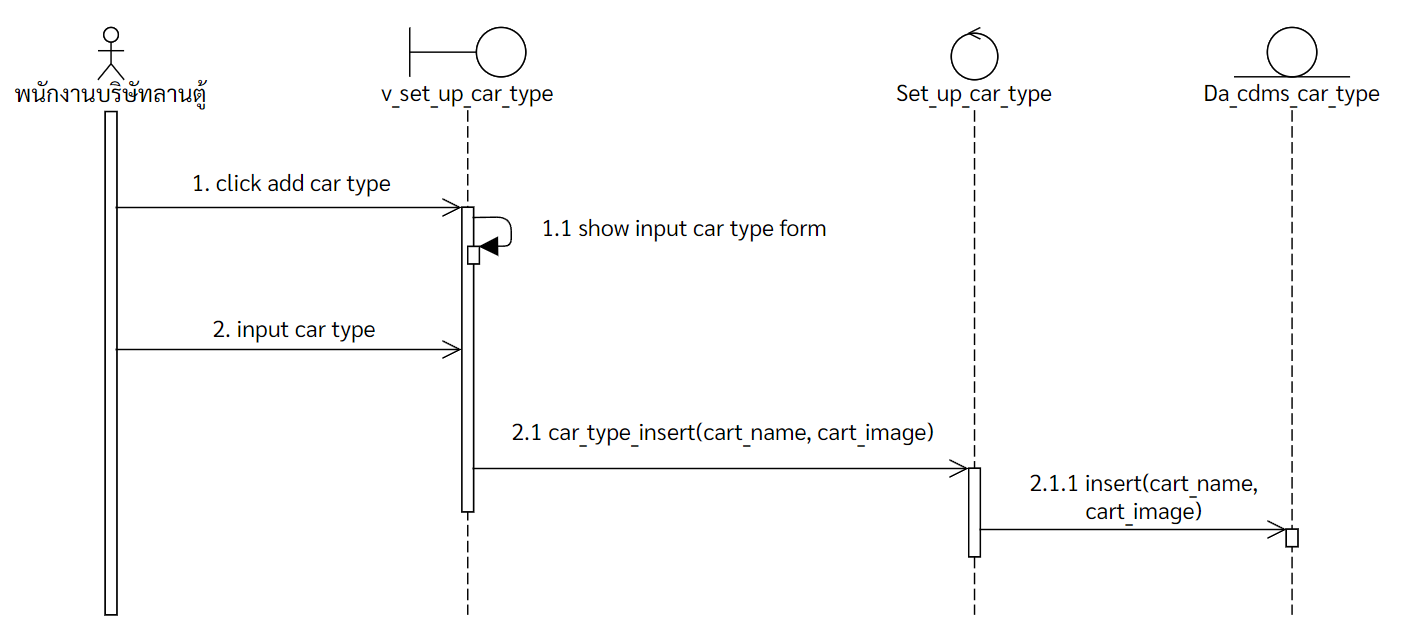 พนักงานบริษัทลานตู้
v_set_up_car_type
Set_up_car_type
Da_cdms_car_type
1. click add car type
1.1 show input car type form
2. input car type
2.1 car_type_insert(cart_name, cart_image)
2.1.1 insert(cart_name,
cart_image)